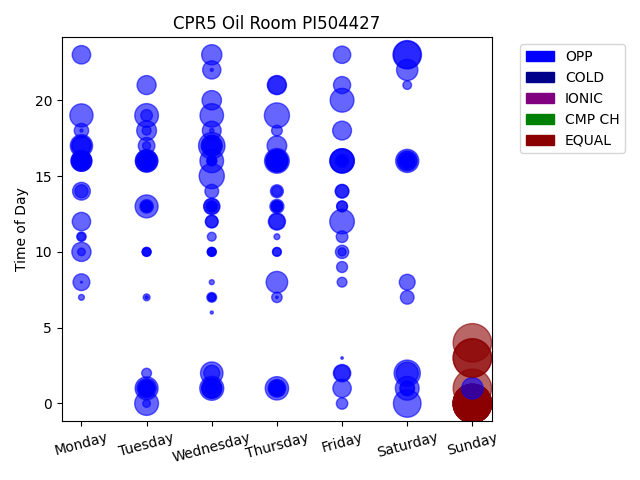 CPR5 Oil Room PI504427
OPP
COLD
IONIC
CMP CH
EQUAL
Time of Day
20
15
10
5
0
Monday
Tuesday
Wednesday
Thursday
Friday
Saturday
Sunday